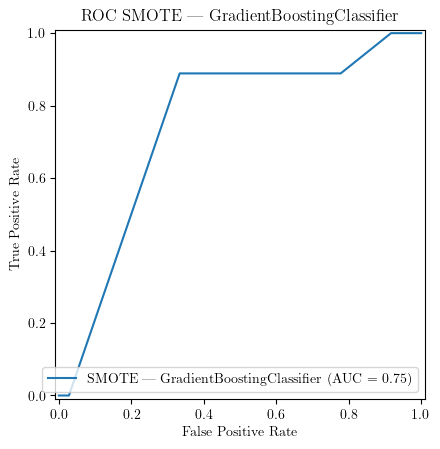 ROC SMOTE — GradientBoostingClassifier
1.0
0.8
0.6
0.4
0.2
0.0
True Positive Rate
SMOTE — GradientBoostingClassifier (AUC = 0.75)
0.0 0.2 0.4 0.6 0.8 1.0
False Positive Rate